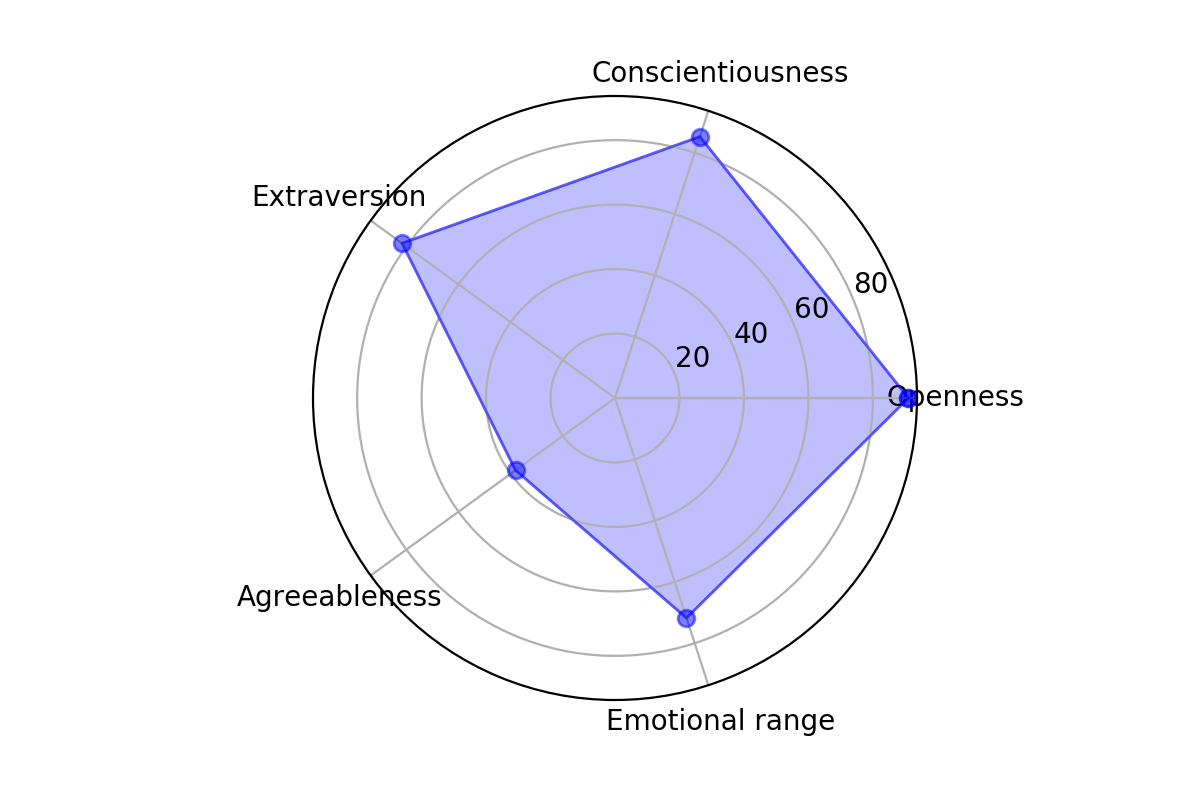 Conscientiousness
Extraversion
80
60
40
20
Openness
Agreeableness
Emotional range